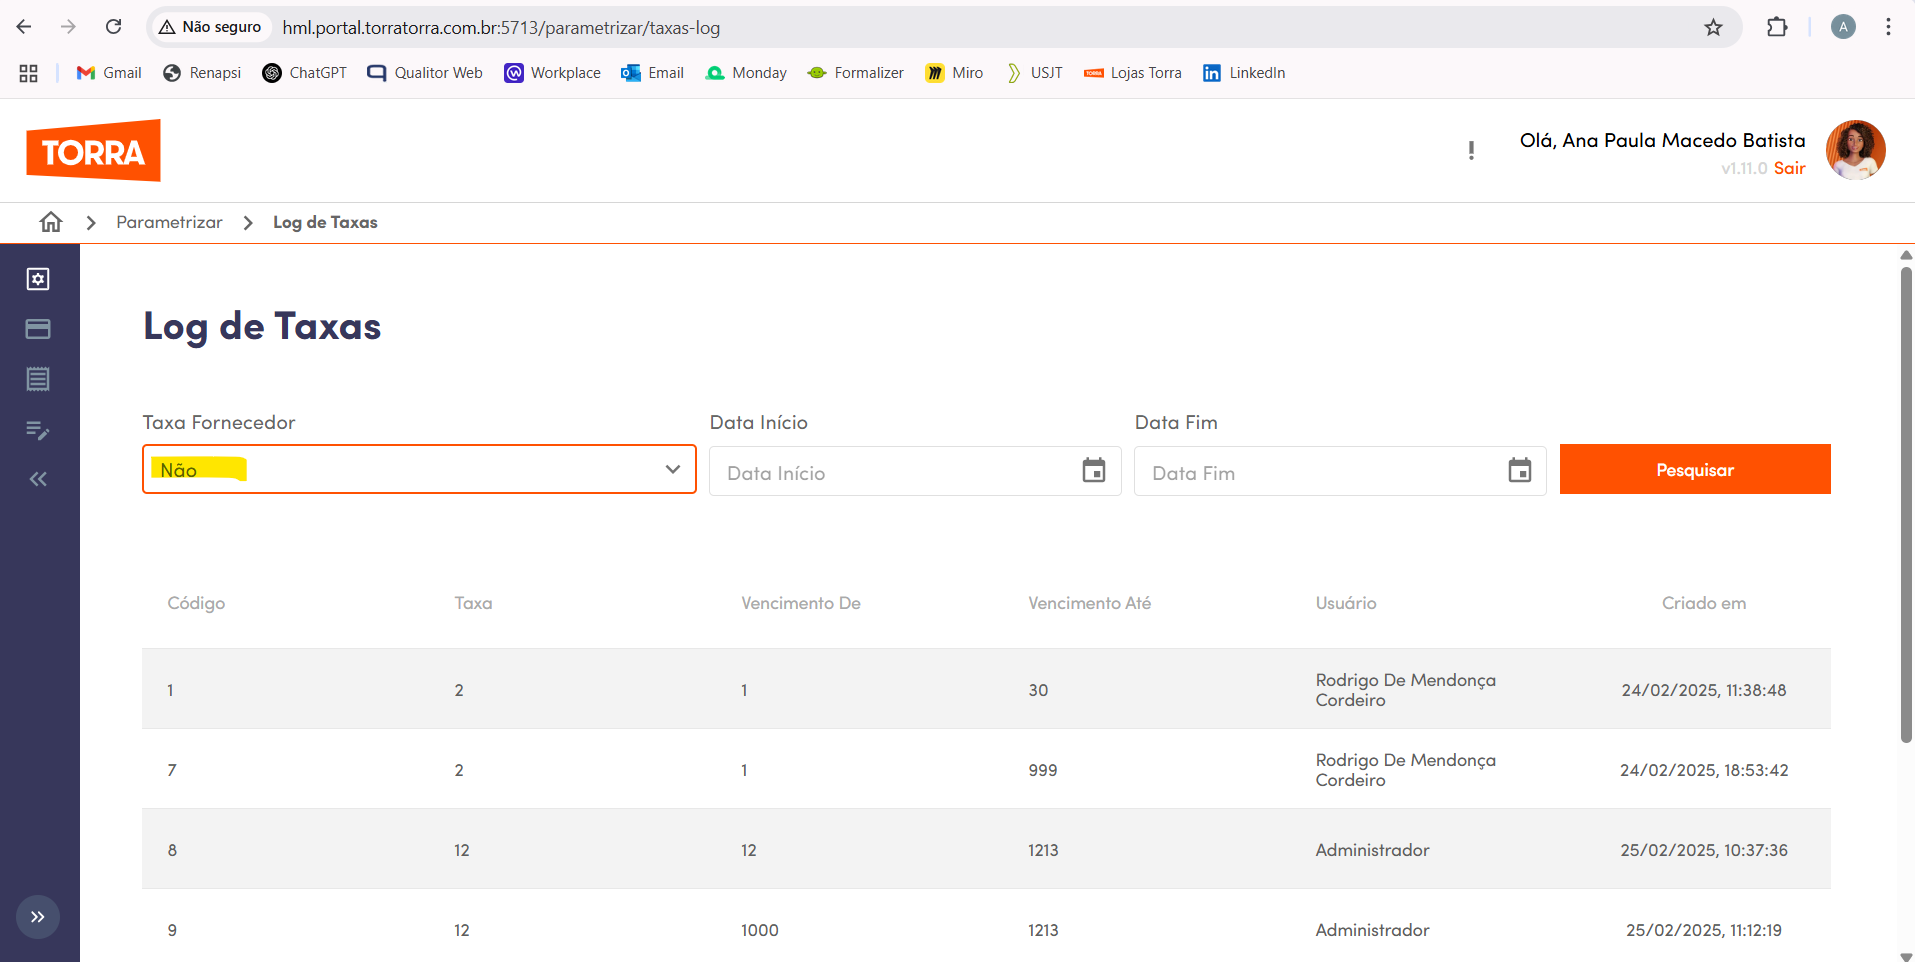 Não seguro hml.portal.torratorra.com.br:5713/parametrizar/taxas-log A
Gmail Renapsi ChatGPT Qualitor Web Workplace Email Monday Formalizer Miro USJT Lojas Torra LinkedIn
TORRA
Olá, Ana Paula Macedo Batista
v1.11.0 Sair
Parametrizar Log de Taxas
Log de Taxas
Taxa Fornecedor Data Início Data Fim
Não Data Início Data Fim Pesquisar
Código Taxa Vencimento De Vencimento Até Usuário Criado em
1 2 1 30 Rodrigo De Mendonça Cordeiro 24/02/2025, 11:38:48
7 2 1 999 Rodrigo De Mendonça Cordeiro 24/02/2025, 18:53:42
8 12 12 1213 Administrador 25/02/2025, 10:37:36
9 12 1000 1213 Administrador 25/02/2025, 11:12:19